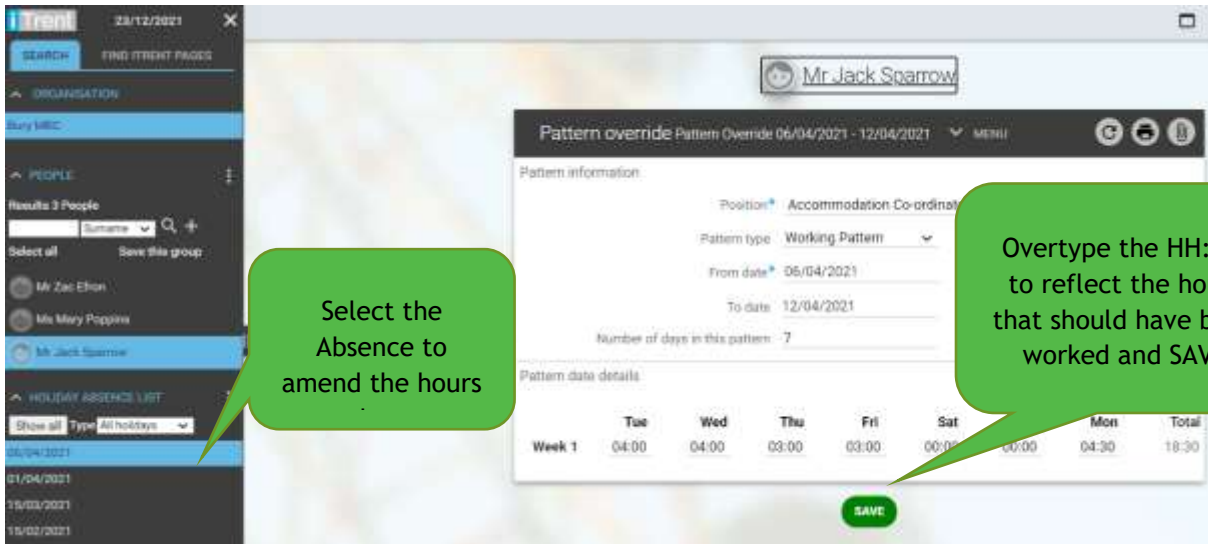 iTrent 23/12/2021 ×
SEARCH FIND ITRENT PAGES
ORGANISATION
Bury MBC
PEOPLE
Results 3 People
Surname
Select all Save this group
Mr Zac Efron
Ms Mary Poppins
Mr Jack Sparrow
HOLIDAY ABSENCE LIST
Show all Type All holidays
06/04/2021
01/04/2021
15/03/2021
15/02/2021
Select the
Absence to
amend the hours
Mr Jack Sparrow
Pattern override Pattern Override 06/04/2021 - 12/04/2021 MENU
Pattern information
Position* Accommodation Co-ordinat
Pattern type Working Pattern
From date* 06/04/2021
To date 12/04/2021
Number of days in this pattern 7
Overtype the HH:
to reflect the ho
that should have b
worked and SAV
Pattern date details
Tue Wed Thu Fri Sat Mon Total
Week 1 04:00 04:00 03:00 03:00 00:00 00:00 04:30 18:30
SAVE